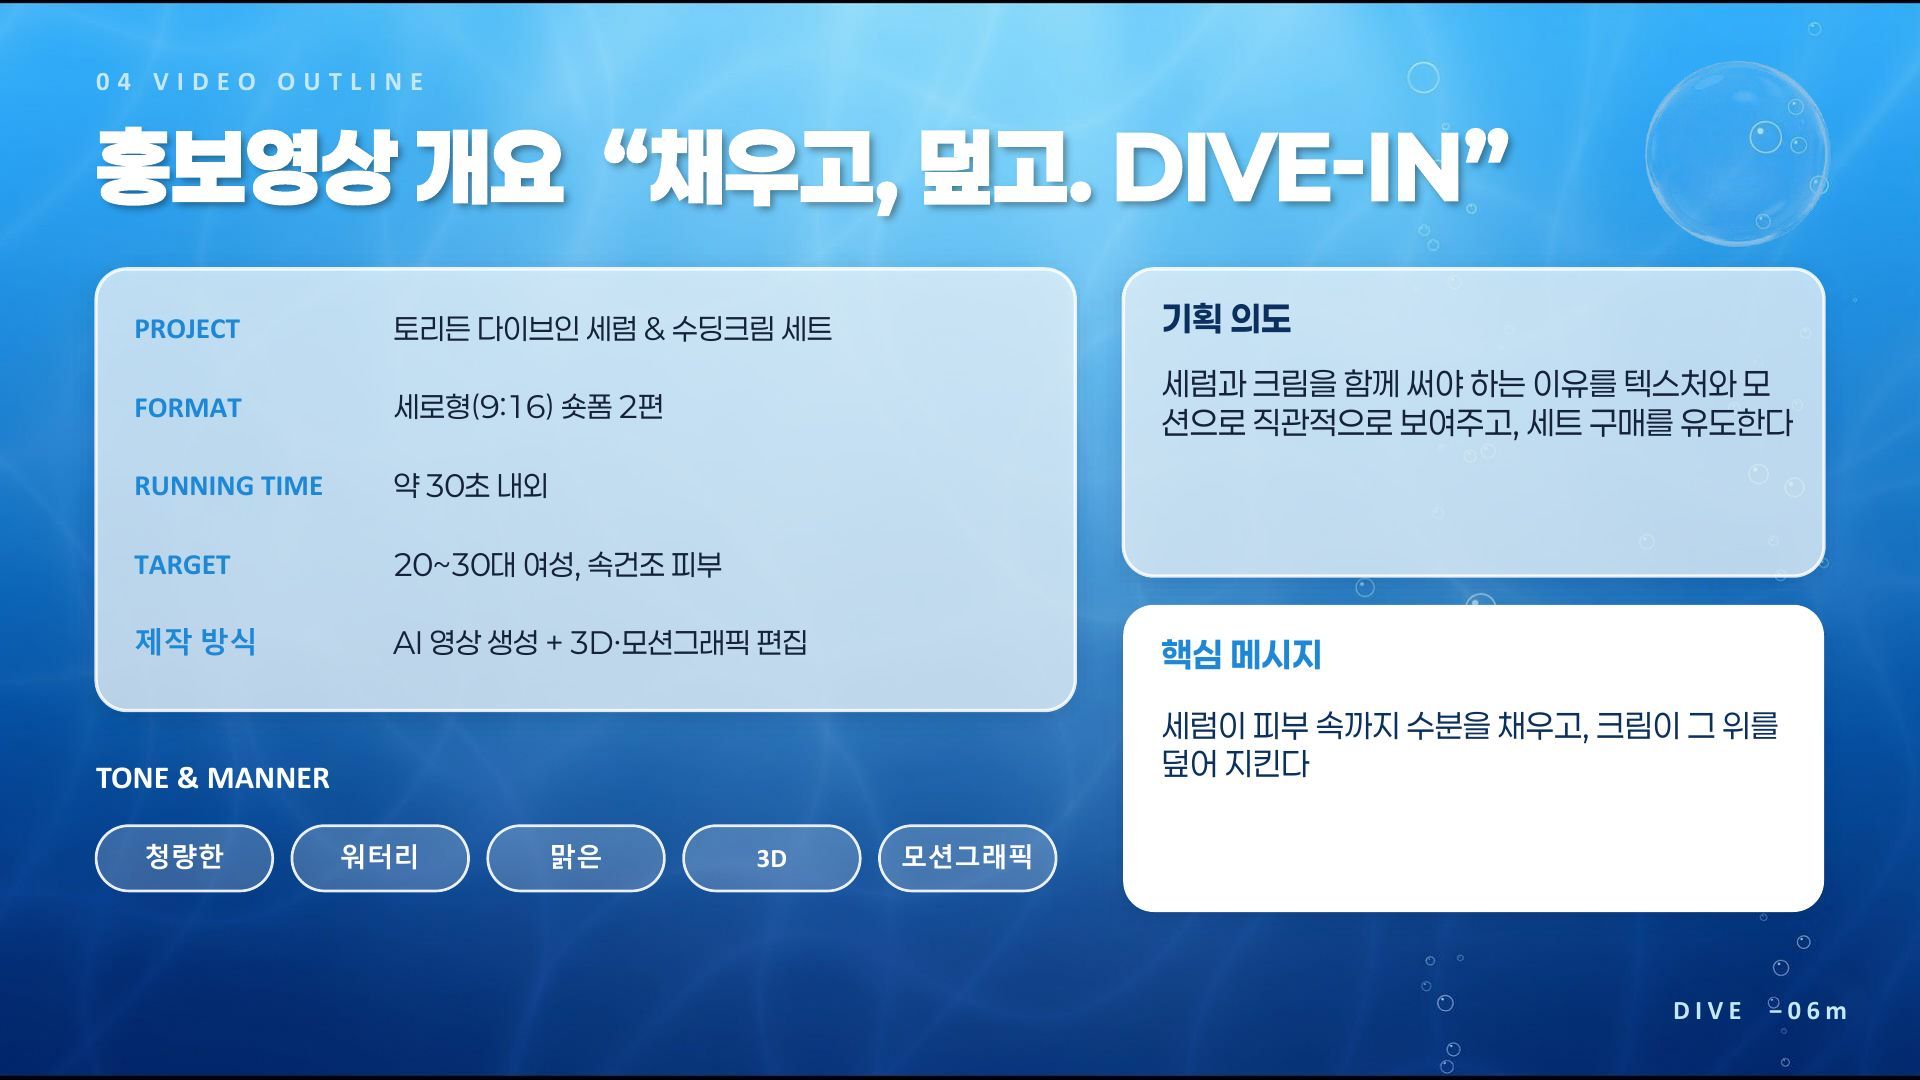 04 VIDEO OUTLINE
홍보영상 개요 “채우고, 덮고. DIVE-IN”
PROJECT 토리든 다이브인 세럼 & 수딩크림 세트
FORMAT 세로형(9:16) 숏폼 2편
RUNNING TIME 약 30초 내외
TARGET 20~30대 여성, 속건조 피부
제작 방식 AI 영상 생성 + 3D·모션그래픽 편집
TONE & MANNER
청량한 워터리 맑은 3D 모션그래픽
기획 의도
세럼과 크림을 함께 써야 하는 이유를 텍스처와 모
션으로 직관적으로 보여주고, 세트 구매를 유도한다
핵심 메시지
세럼이 피부 속까지 수분을 채우고, 크림이 그 위를
덮어 지킨다
DIVE −06m